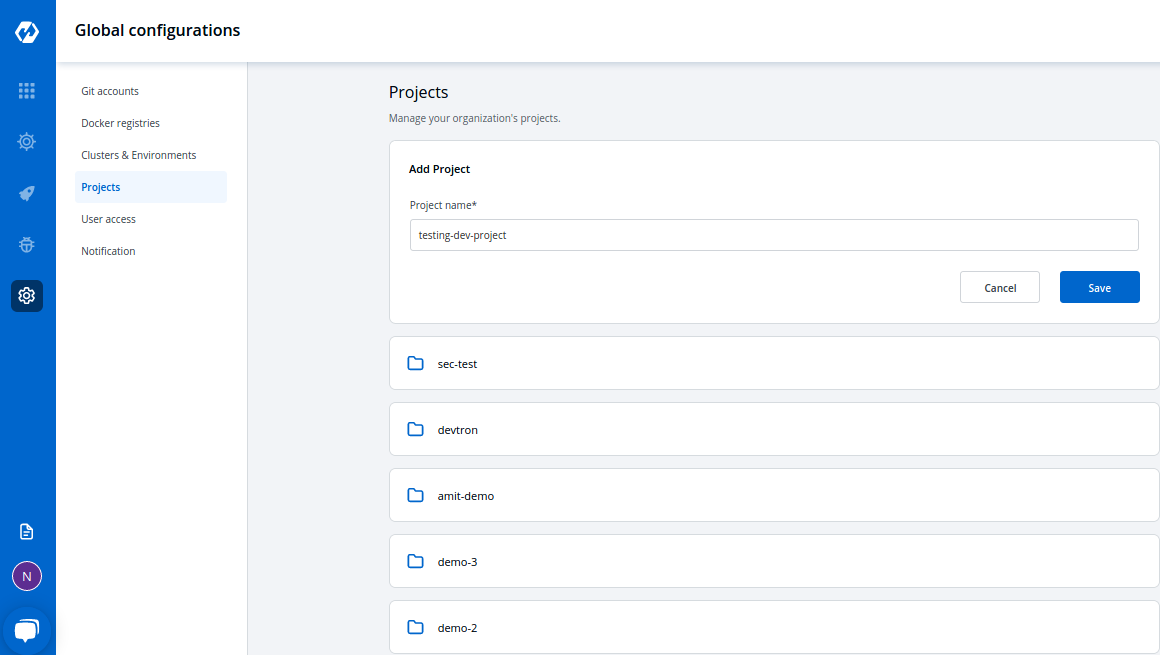 Global configurations
Git accounts
Docker registries
Clusters & Environments
Projects
User access
Notification
N
Projects
Manage your organization's projects.
Add Project
Project name*
testing-dev-project
Cancel
Save
sec-test
devtron
amit-demo
demo-3
demo-2